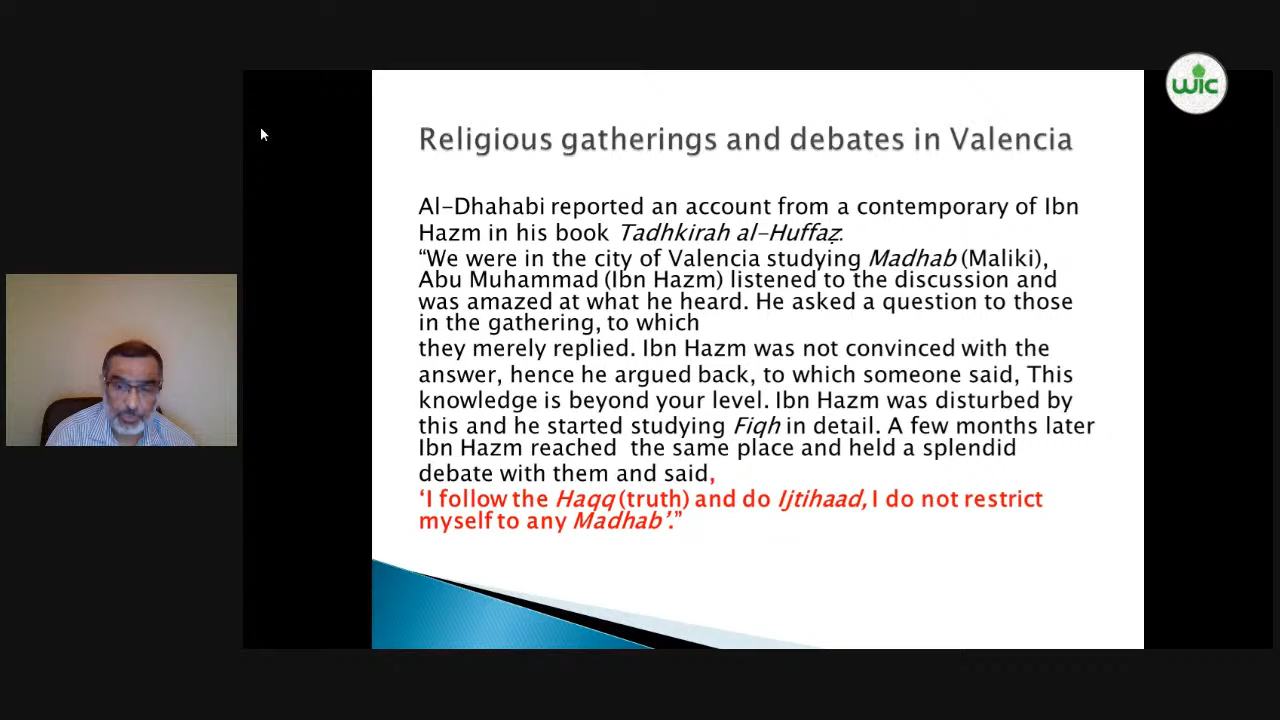 WIC
Religious gatherings and debates in Valencia
Al-Dhahabi reported an account from a contemporary of Ibn
Hazm in his book Tadhkirah al-Huffaẓ:
“We were in the city of Valencia studying Madhab (Maliki),
Abu Muhammad (Ibn Hazm) listened to the discussion and
was amazed at what he heard. He asked a question to those
in the gathering, to which
they merely replied. Ibn Hazm was not convinced with the
answer, hence he argued back, to which someone said, This
knowledge is beyond your level. Ibn Hazm was disturbed by
this and he started studying Fiqh in detail. A few months later
Ibn Hazm reached  the same place and held a splendid
debate with them and said,
‘I follow the Haqq (truth) and do Ijtihaad, I do not restrict
myself to any Madhab’.”